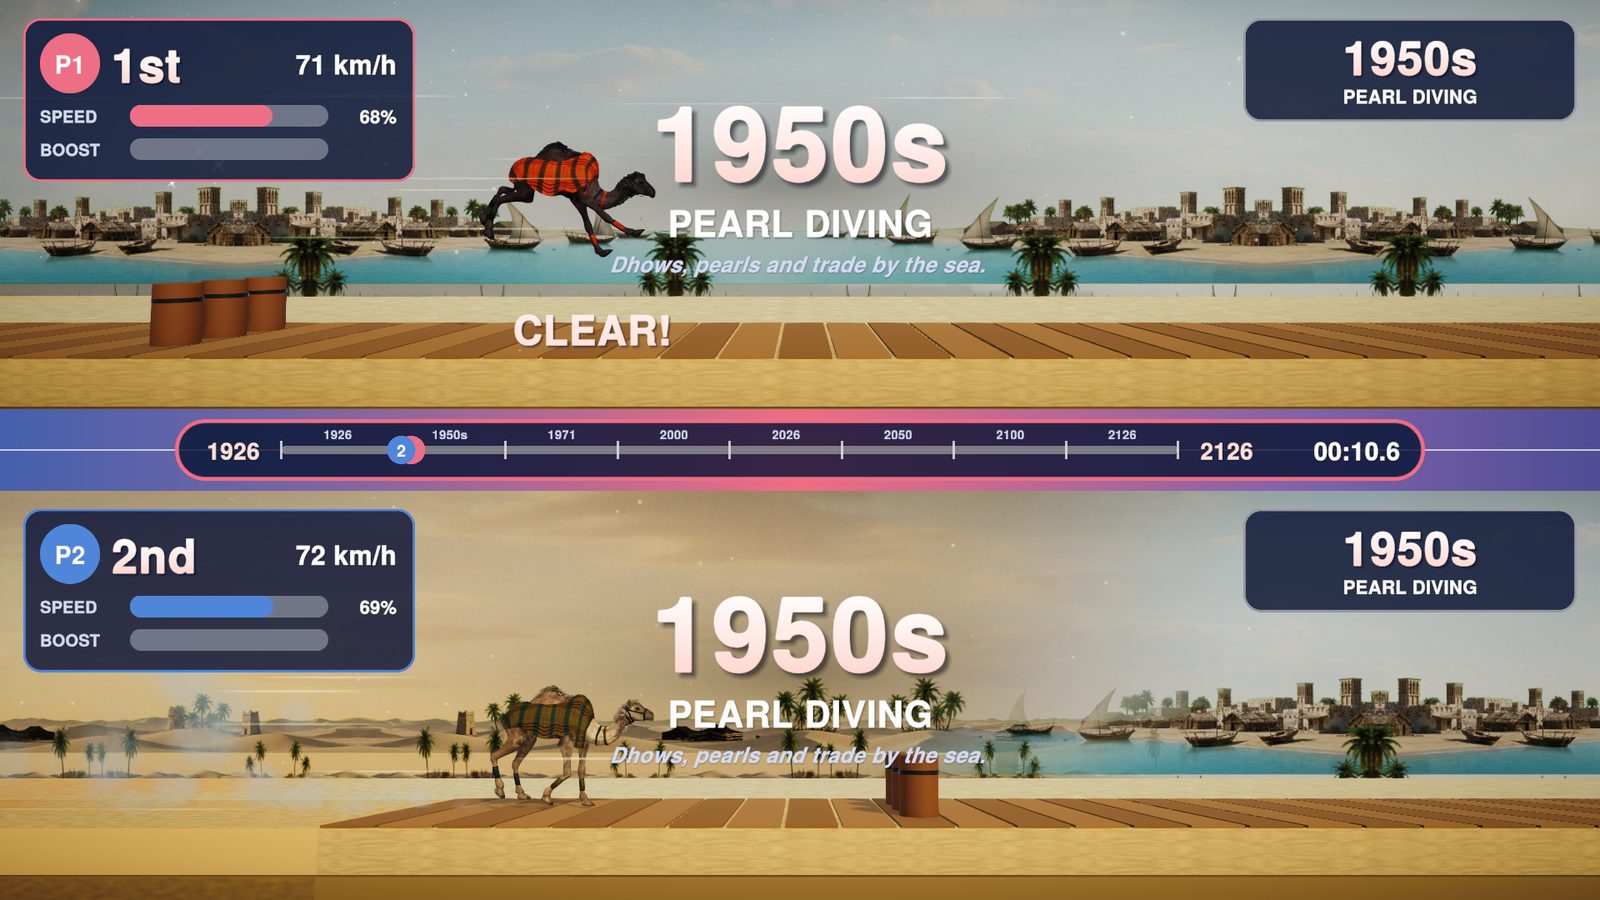 P1 1st 71 km/h
SPEED 68%
BOOST
1950s
PEARL DIVING
1950s
PEARL DIVING
Dhows, pearls and trade by the sea.
CLEAR!
1926 1950s 1971 2000 2026 2050 2100 2126
1926 2 2126 00:10.6
P2 2nd 72 km/h
SPEED 69%
BOOST
1950s
PEARL DIVING
1950s
PEARL DIVING
Dhows, pearls and trade by the sea.